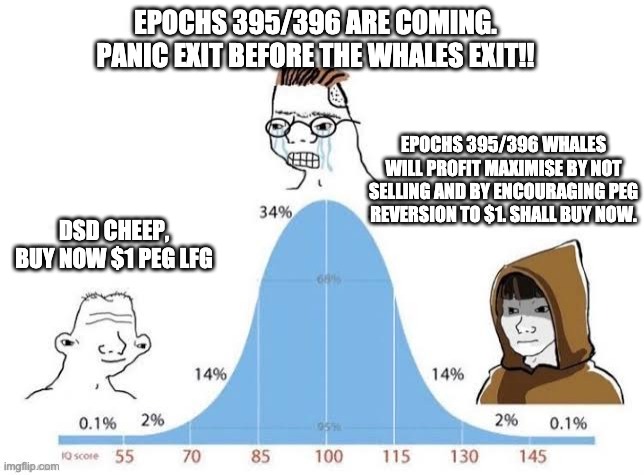 EPOCHS 395/396 ARE COMING.
PANIC EXIT BEFORE THE WHALES EXIT!!
EPOCHS 395/396 WHALES
WILL PROFIT MAXIMISE BY NOT
SELLING AND BY ENCOURAGING PEG
REVERSION TO $1. SHALL BUY NOW.
DSD CHEEP,
BUY NOW $1 PEG LFG
34%
68%
14%
14%
0.1%
2%
95%
2%
0.1%
IQ score 55 70 85 100 115 130 145
imgflip.com